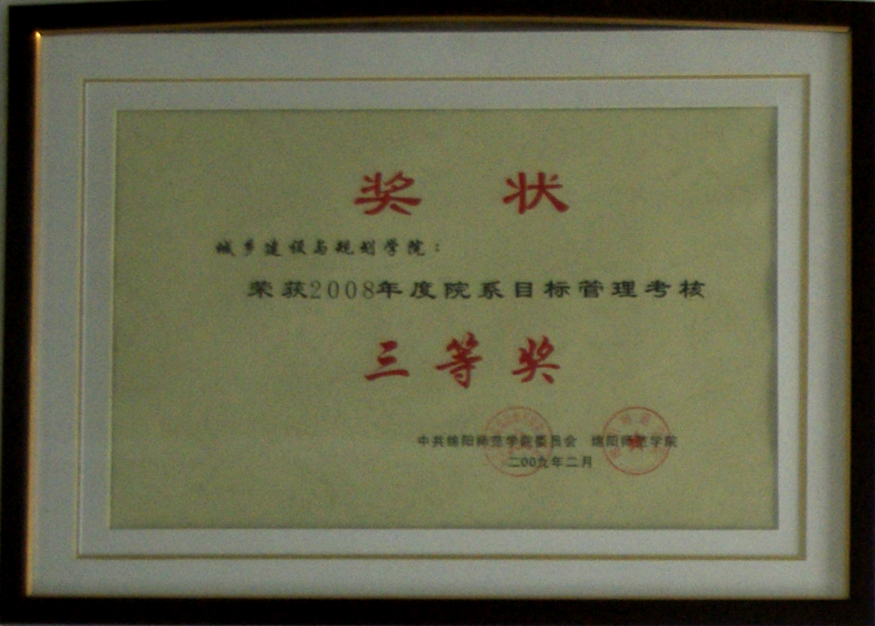 奖 状
城乡建设与规划学院:
荣获2008年度院系目标管理考核
三等奖
中共绵阳师范学院委员会 绵阳师范学院
二00九年二月